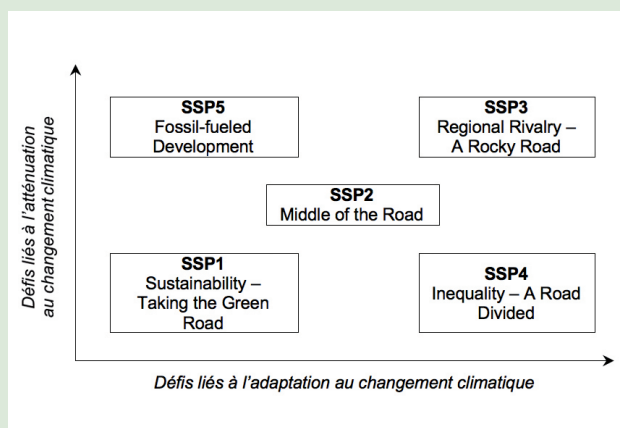 Défis liés à l'atténuation
au changement climatique
SSP5
Fossil-fueled
Development
SSP3
Regional Rivalry –
A Rocky Road
SSP2
Middle of the Road
SSP1
Sustainability –
Taking the Green
Road
SSP4
Inequality – A Road
Divided
Défis liés à l'adaptation au changement climatique